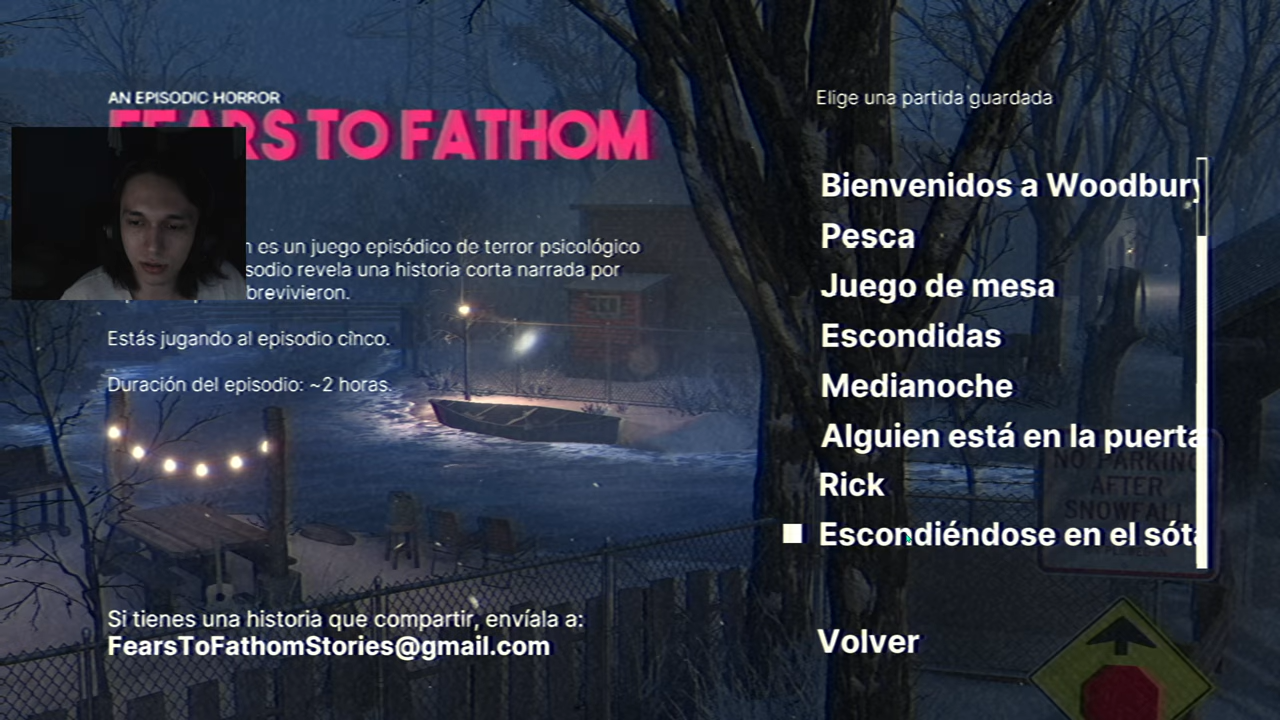 AN EPISODIC HORROR
FEARS TO FATHOM
es un juego episódico de terror psicológico
revela una historia corta narrada por
Estás jugando al episodio cinco.
Duración del episodio: ~2 horas.
Si tienes una historia que compartir, envíala a:
FearsToFathomStories@gmail.com
Elige una partida guardada
Bienvenidos a Woodbury
Pesca
Juego de mesa
Escondidas
Medianoche
Alguien está en la puerta
Rick
Escondiéndose en el sót
Volver
NO PARKING
AFTER
SNOWFALL